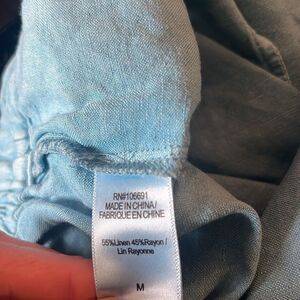 RN#106691
MADE IN CHINA/
FABRIQUE EN CHINE
55%Linen 45%Rayon/
Lin Rayonne
M